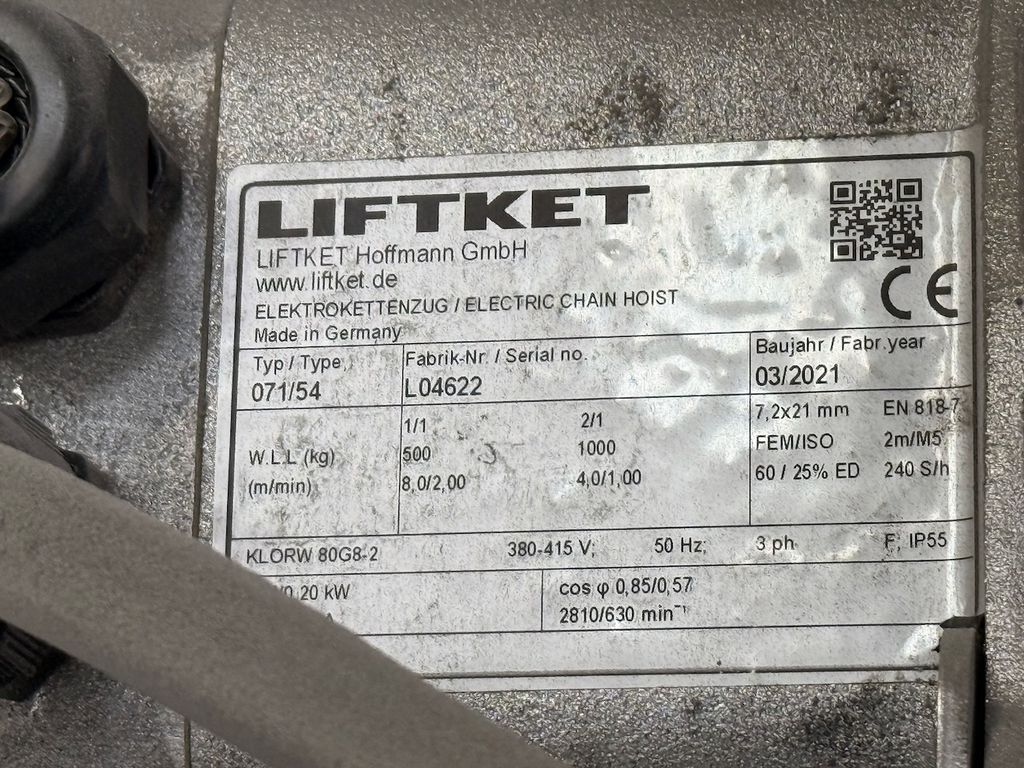 LIFTKET
LIFTKET Hoffmann GmbH
www.liftket.de
ELEKTROKETTENZUG / ELECTRIC CHAIN HOIST
Made in Germany
CE
Typ / Type
071/54
Fabrik-Nr. / Serial no.
L04622
Baujahr / Fabr.year
03/2021
1/1 2/1
W.L.L (kg) 500 1000
(m/min) 8,0/2,00 4,0/1,00
7,2x21 mm EN 818-7
FEM/ISO 2m/M5
60 / 25% ED 240 S/h
KLORW 80G8-2 380-415 V; 50 Hz; 3 ph F; IP55
20 kW
cos φ 0,85/0,57
2810/630 min⁻¹